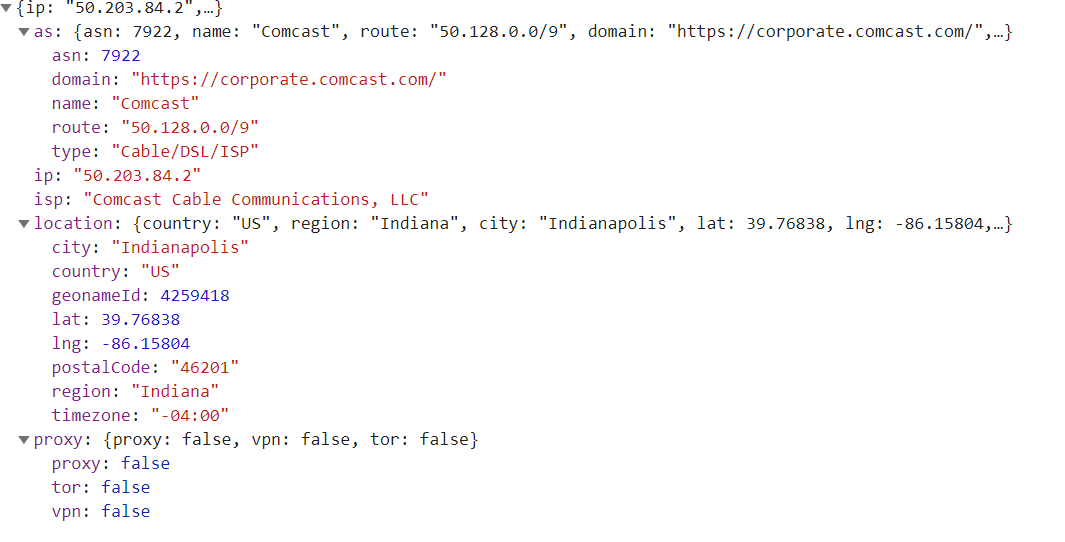 {ip: "50.203.84.2",…}
as: {asn: 7922, name: "Comcast", route: "50.128.0.0/9", domain: "https://corporate.comcast.com/",…}
asn: 7922
domain: "https://corporate.comcast.com/"
name: "Comcast"
route: "50.128.0.0/9"
type: "Cable/DSL/ISP"
ip: "50.203.84.2"
isp: "Comcast Cable Communications, LLC"
location: {country: "US", region: "Indiana", city: "Indianapolis", lat: 39.76838, lng: -86.15804,…}
city: "Indianapolis"
country: "US"
geonameId: 4259418
lat: 39.76838
lng: -86.15804
postalCode: "46201"
region: "Indiana"
timezone: "-04:00"
proxy: {proxy: false, vpn: false, tor: false}
proxy: false
tor: false
vpn: false